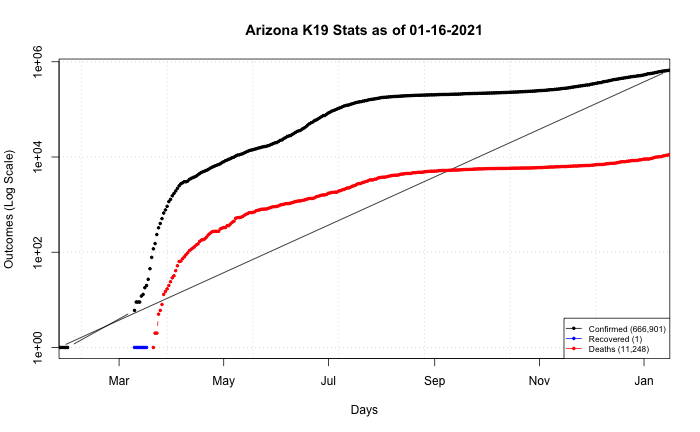 Arizona K19 Stats as of 01-16-2021
Outcomes (Log Scale)
1e+06
1e+04
1e+02
1e+00
Confirmed (666,901)
Recovered (1)
Deaths (11,248)
Mar May Jul Sep Nov Jan
Days